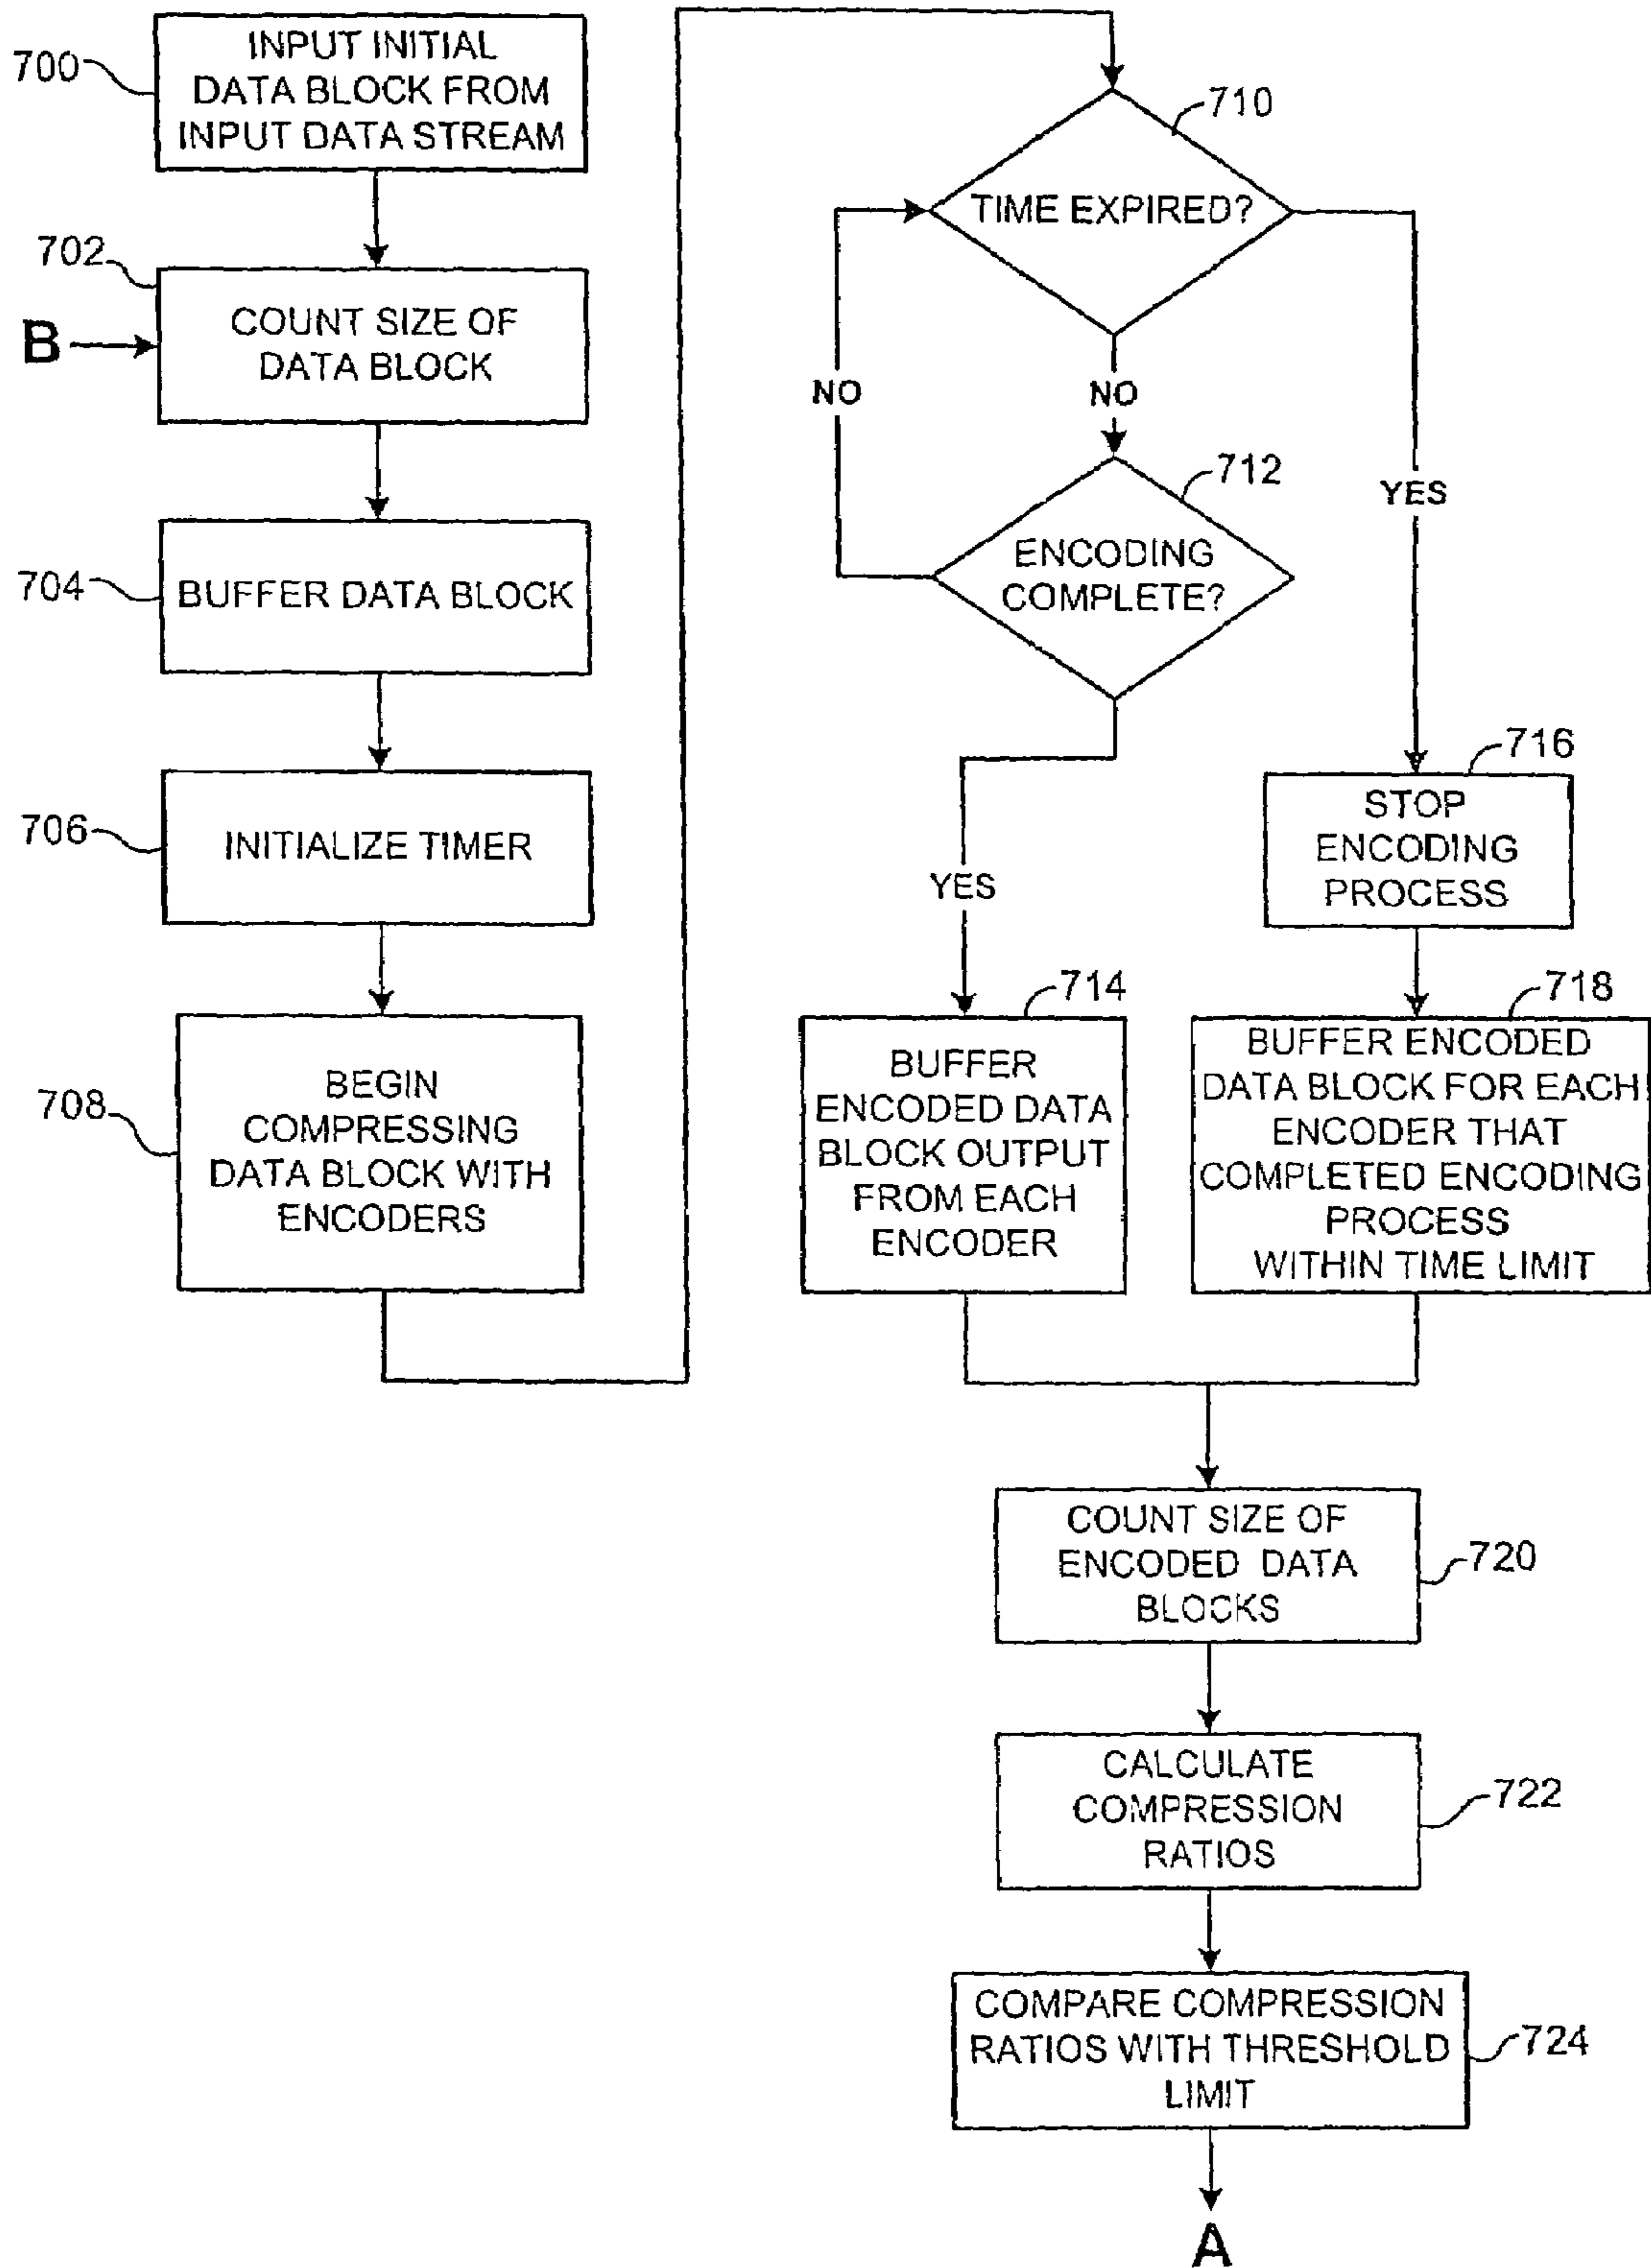 700
INPUT INITIAL
DATA BLOCK FROM
INPUT DATA STREAM
702
B
COUNT SIZE OF
DATA BLOCK
704
BUFFER DATA BLOCK
706
INITIALIZE TIMER
708
BEGIN
COMPRESSING
DATA BLOCK WITH
ENCODERS
710
TIME EXPIRED?
NO
NO
YES
712
ENCODING
COMPLETE?
YES
716
STOP
ENCODING
PROCESS
714
BUFFER
ENCODED DATA
BLOCK OUTPUT
FROM EACH
ENCODER
718
BUFFER ENCODED
DATA BLOCK FOR EACH
ENCODER THAT
COMPLETED ENCODING
PROCESS
WITHIN TIME LIMIT
COUNT SIZE OF
ENCODED DATA
BLOCKS
720
CALCULATE
COMPRESSION
RATIOS
722
COMPARE COMPRESSION
RATIOS WITH THRESHOLD
LIMIT
724
A